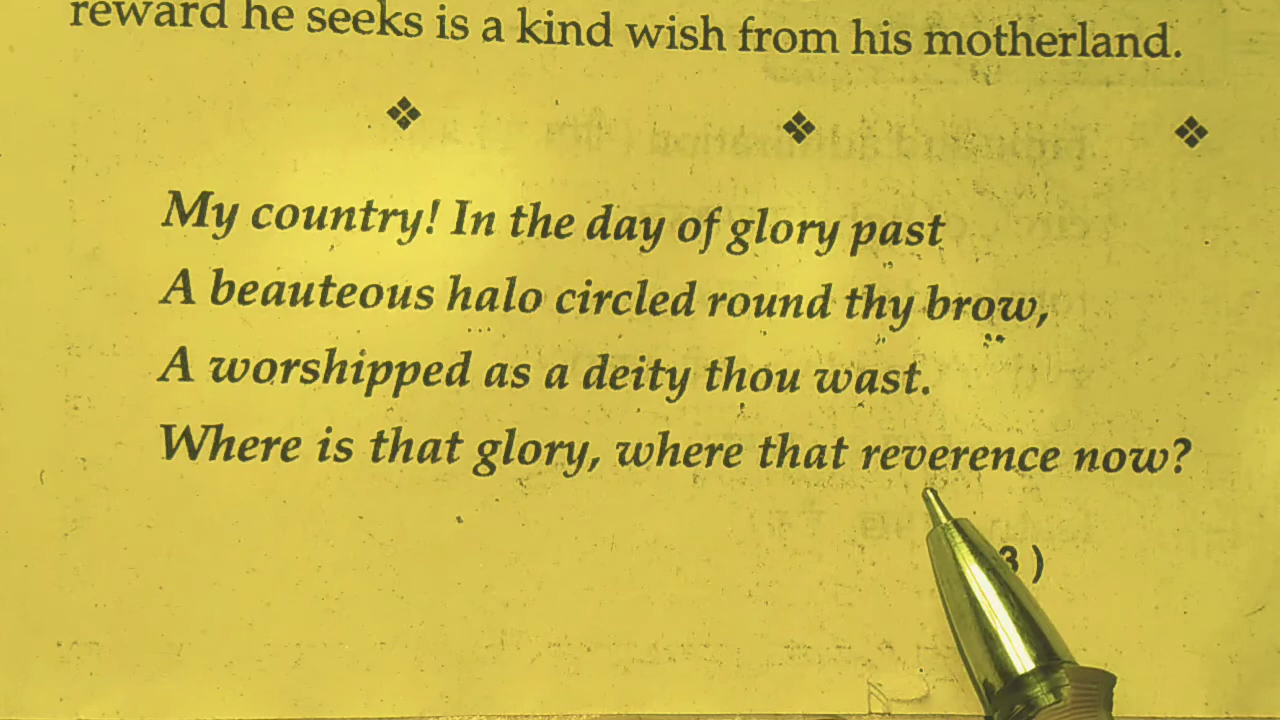 reward he seeks is a kind wish from his motherland.
My country! In the day of glory past
A beauteous halo circled round thy brow,
A worshipped as a deity thou wast.
Where is that glory, where that reverence now?
3 )